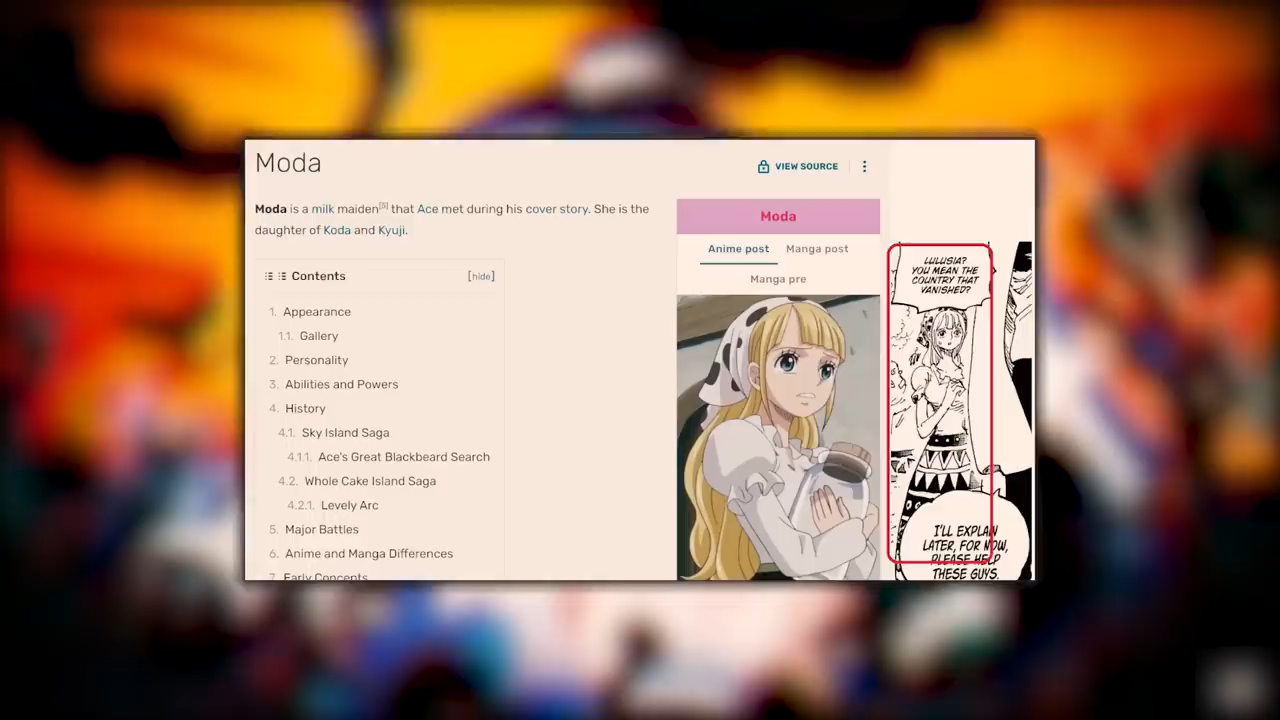 Moda
VIEW SOURCE
Moda is a milk maiden[5] that Ace met during his cover story. She is the
daughter of Koda and Kyuji.
Contents [hide]
1. Appearance
1.1. Gallery
2. Personality
3. Abilities and Powers
4. History
4.1. Sky Island Saga
4.1.1. Ace's Great Blackbeard Search
4.2. Whole Cake Island Saga
4.2.1. Levely Arc
5. Major Battles
6. Anime and Manga Differences
7. Early Concepts
Moda
Anime post Manga post
Manga pre
LULUSIA?
YOU MEAN THE
COUNTRY THAT
VANISHED?
I'LL EXPLAIN
LATER, FOR NOW,
PLEASE HELP
THESE GUYS.